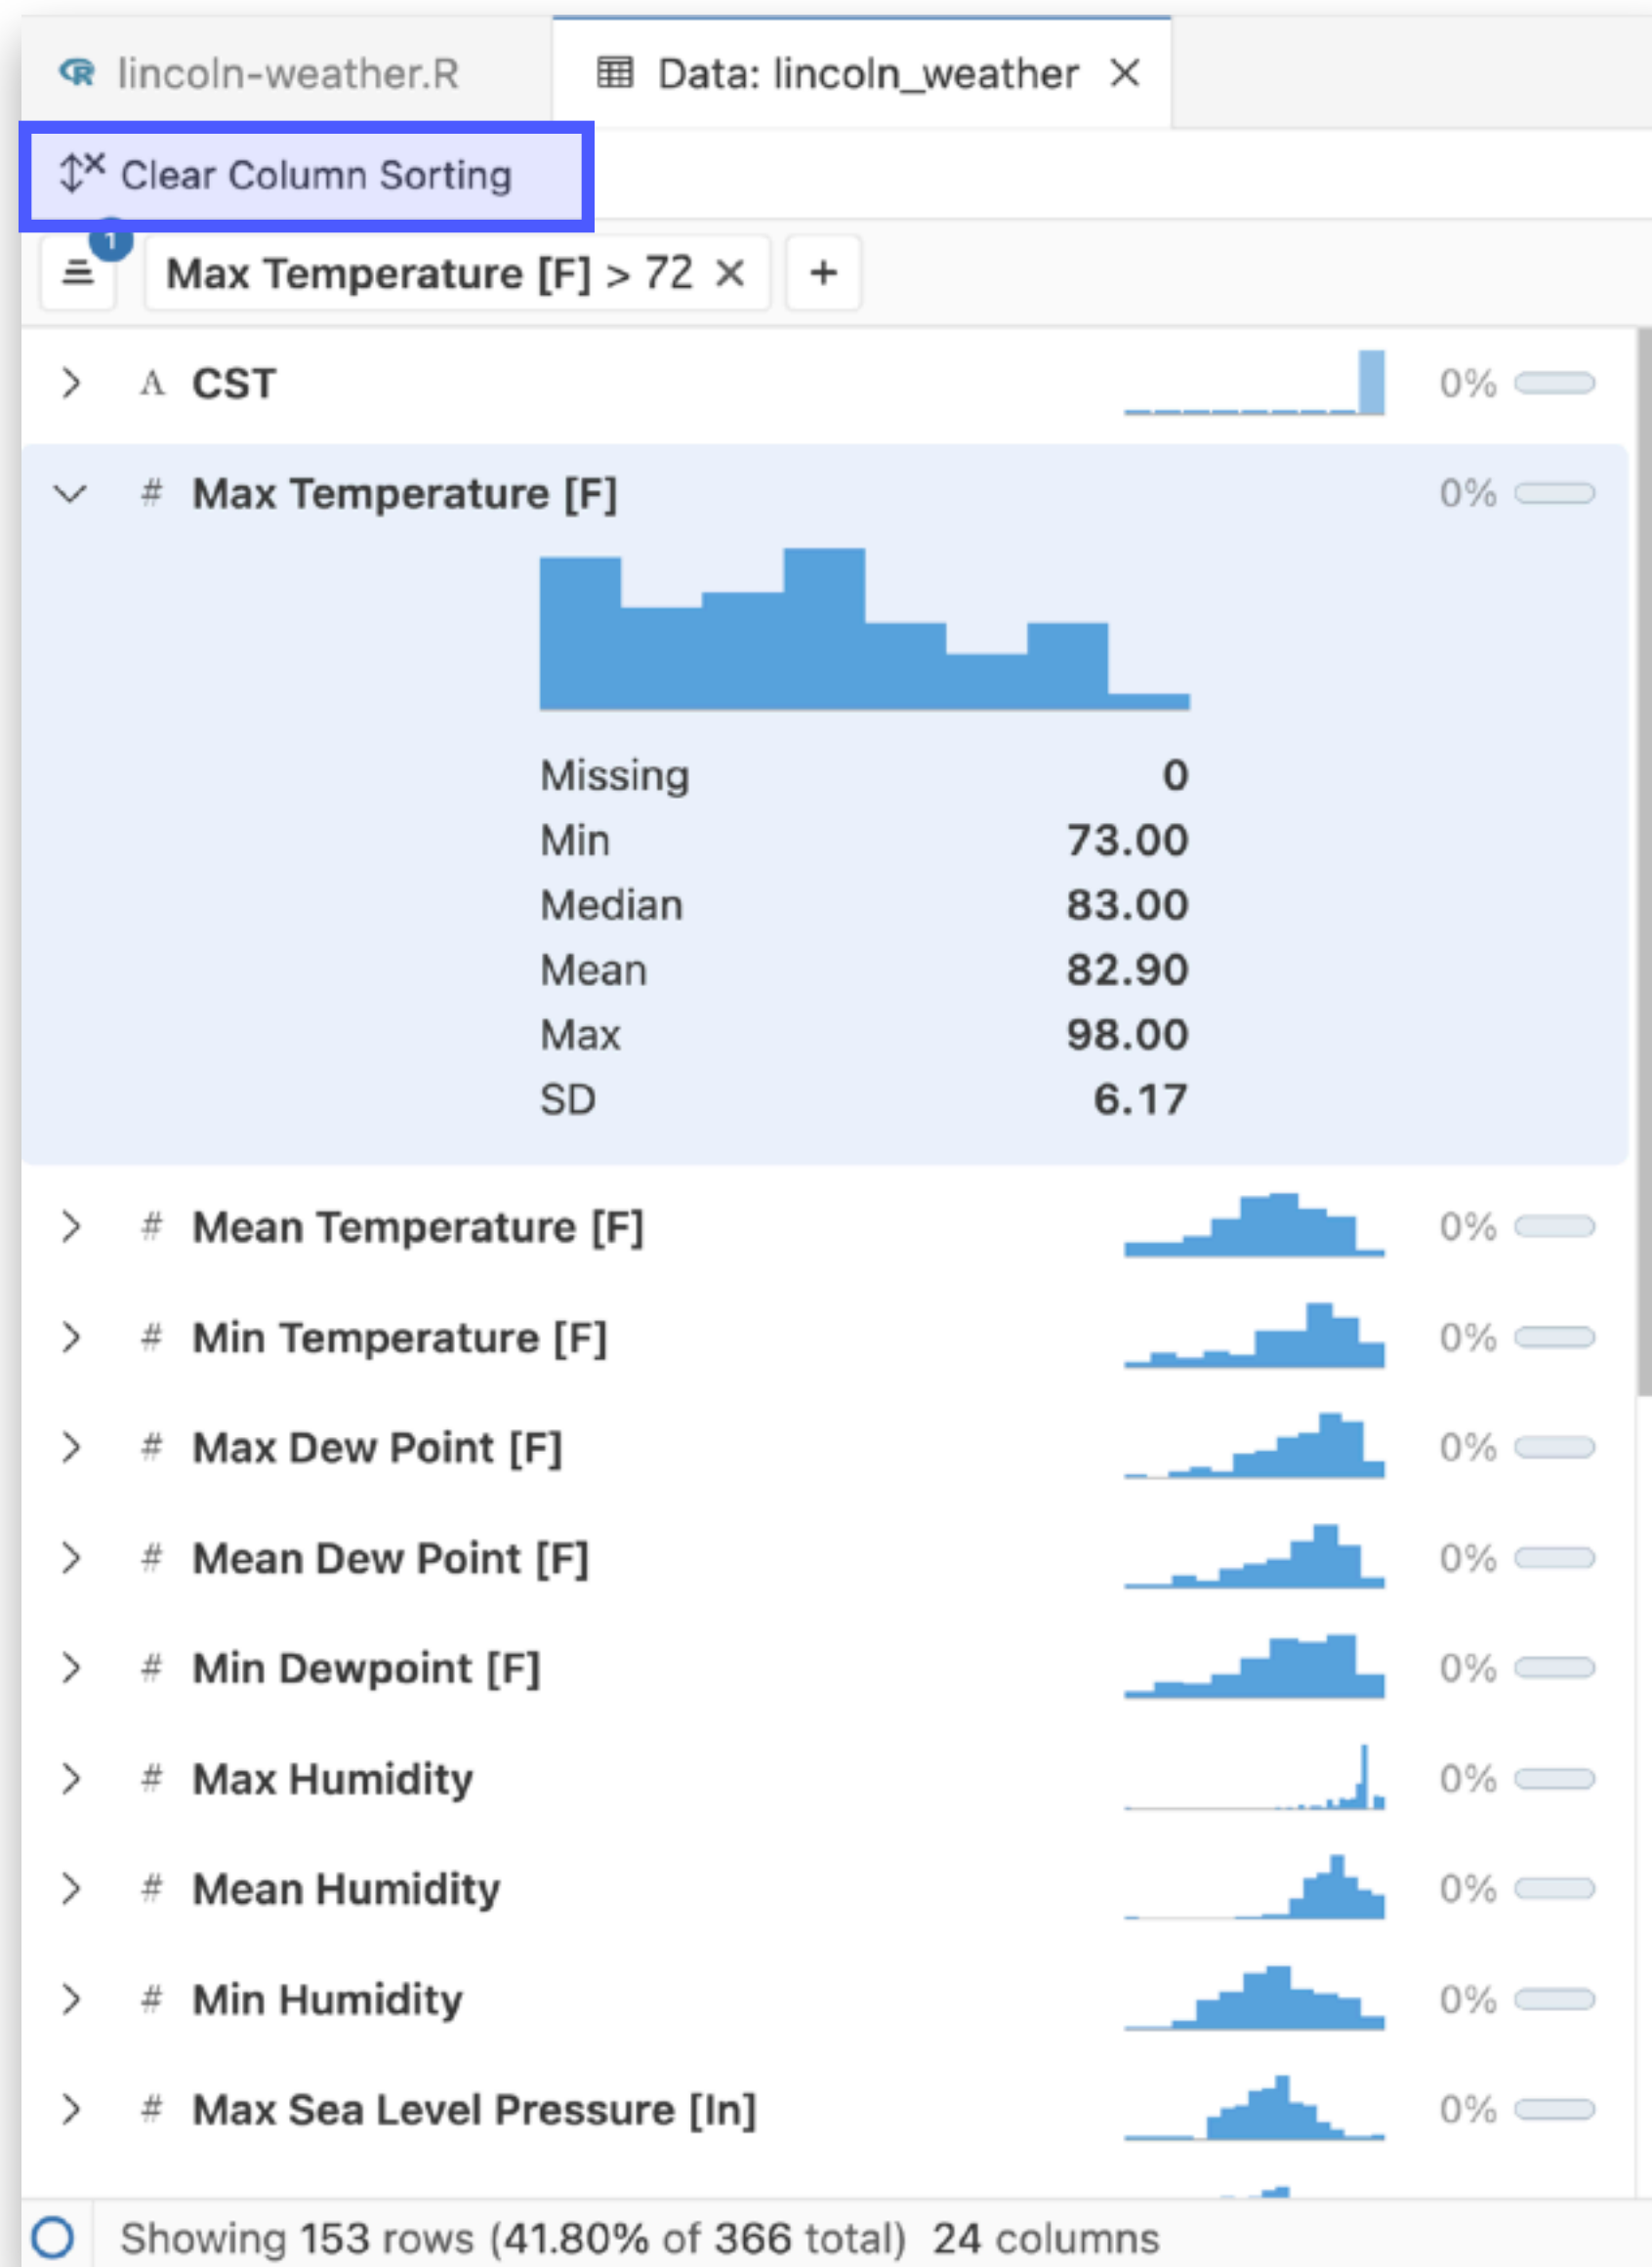 lincoln-weather.R Data: lincoln_weather
Clear Column Sorting
1
Max Temperature [F] > 72 +
A CST 0%
# Max Temperature [F] 0%
Missing 0
Min 73.00
Median 83.00
Mean 82.90
Max 98.00
SD 6.17
# Mean Temperature [F] 0%
# Min Temperature [F] 0%
# Max Dew Point [F] 0%
# Mean Dew Point [F] 0%
# Min Dewpoint [F] 0%
# Max Humidity 0%
# Mean Humidity 0%
# Min Humidity 0%
# Max Sea Level Pressure [In] 0%
Showing 153 rows (41.80% of 366 total) 24 columns